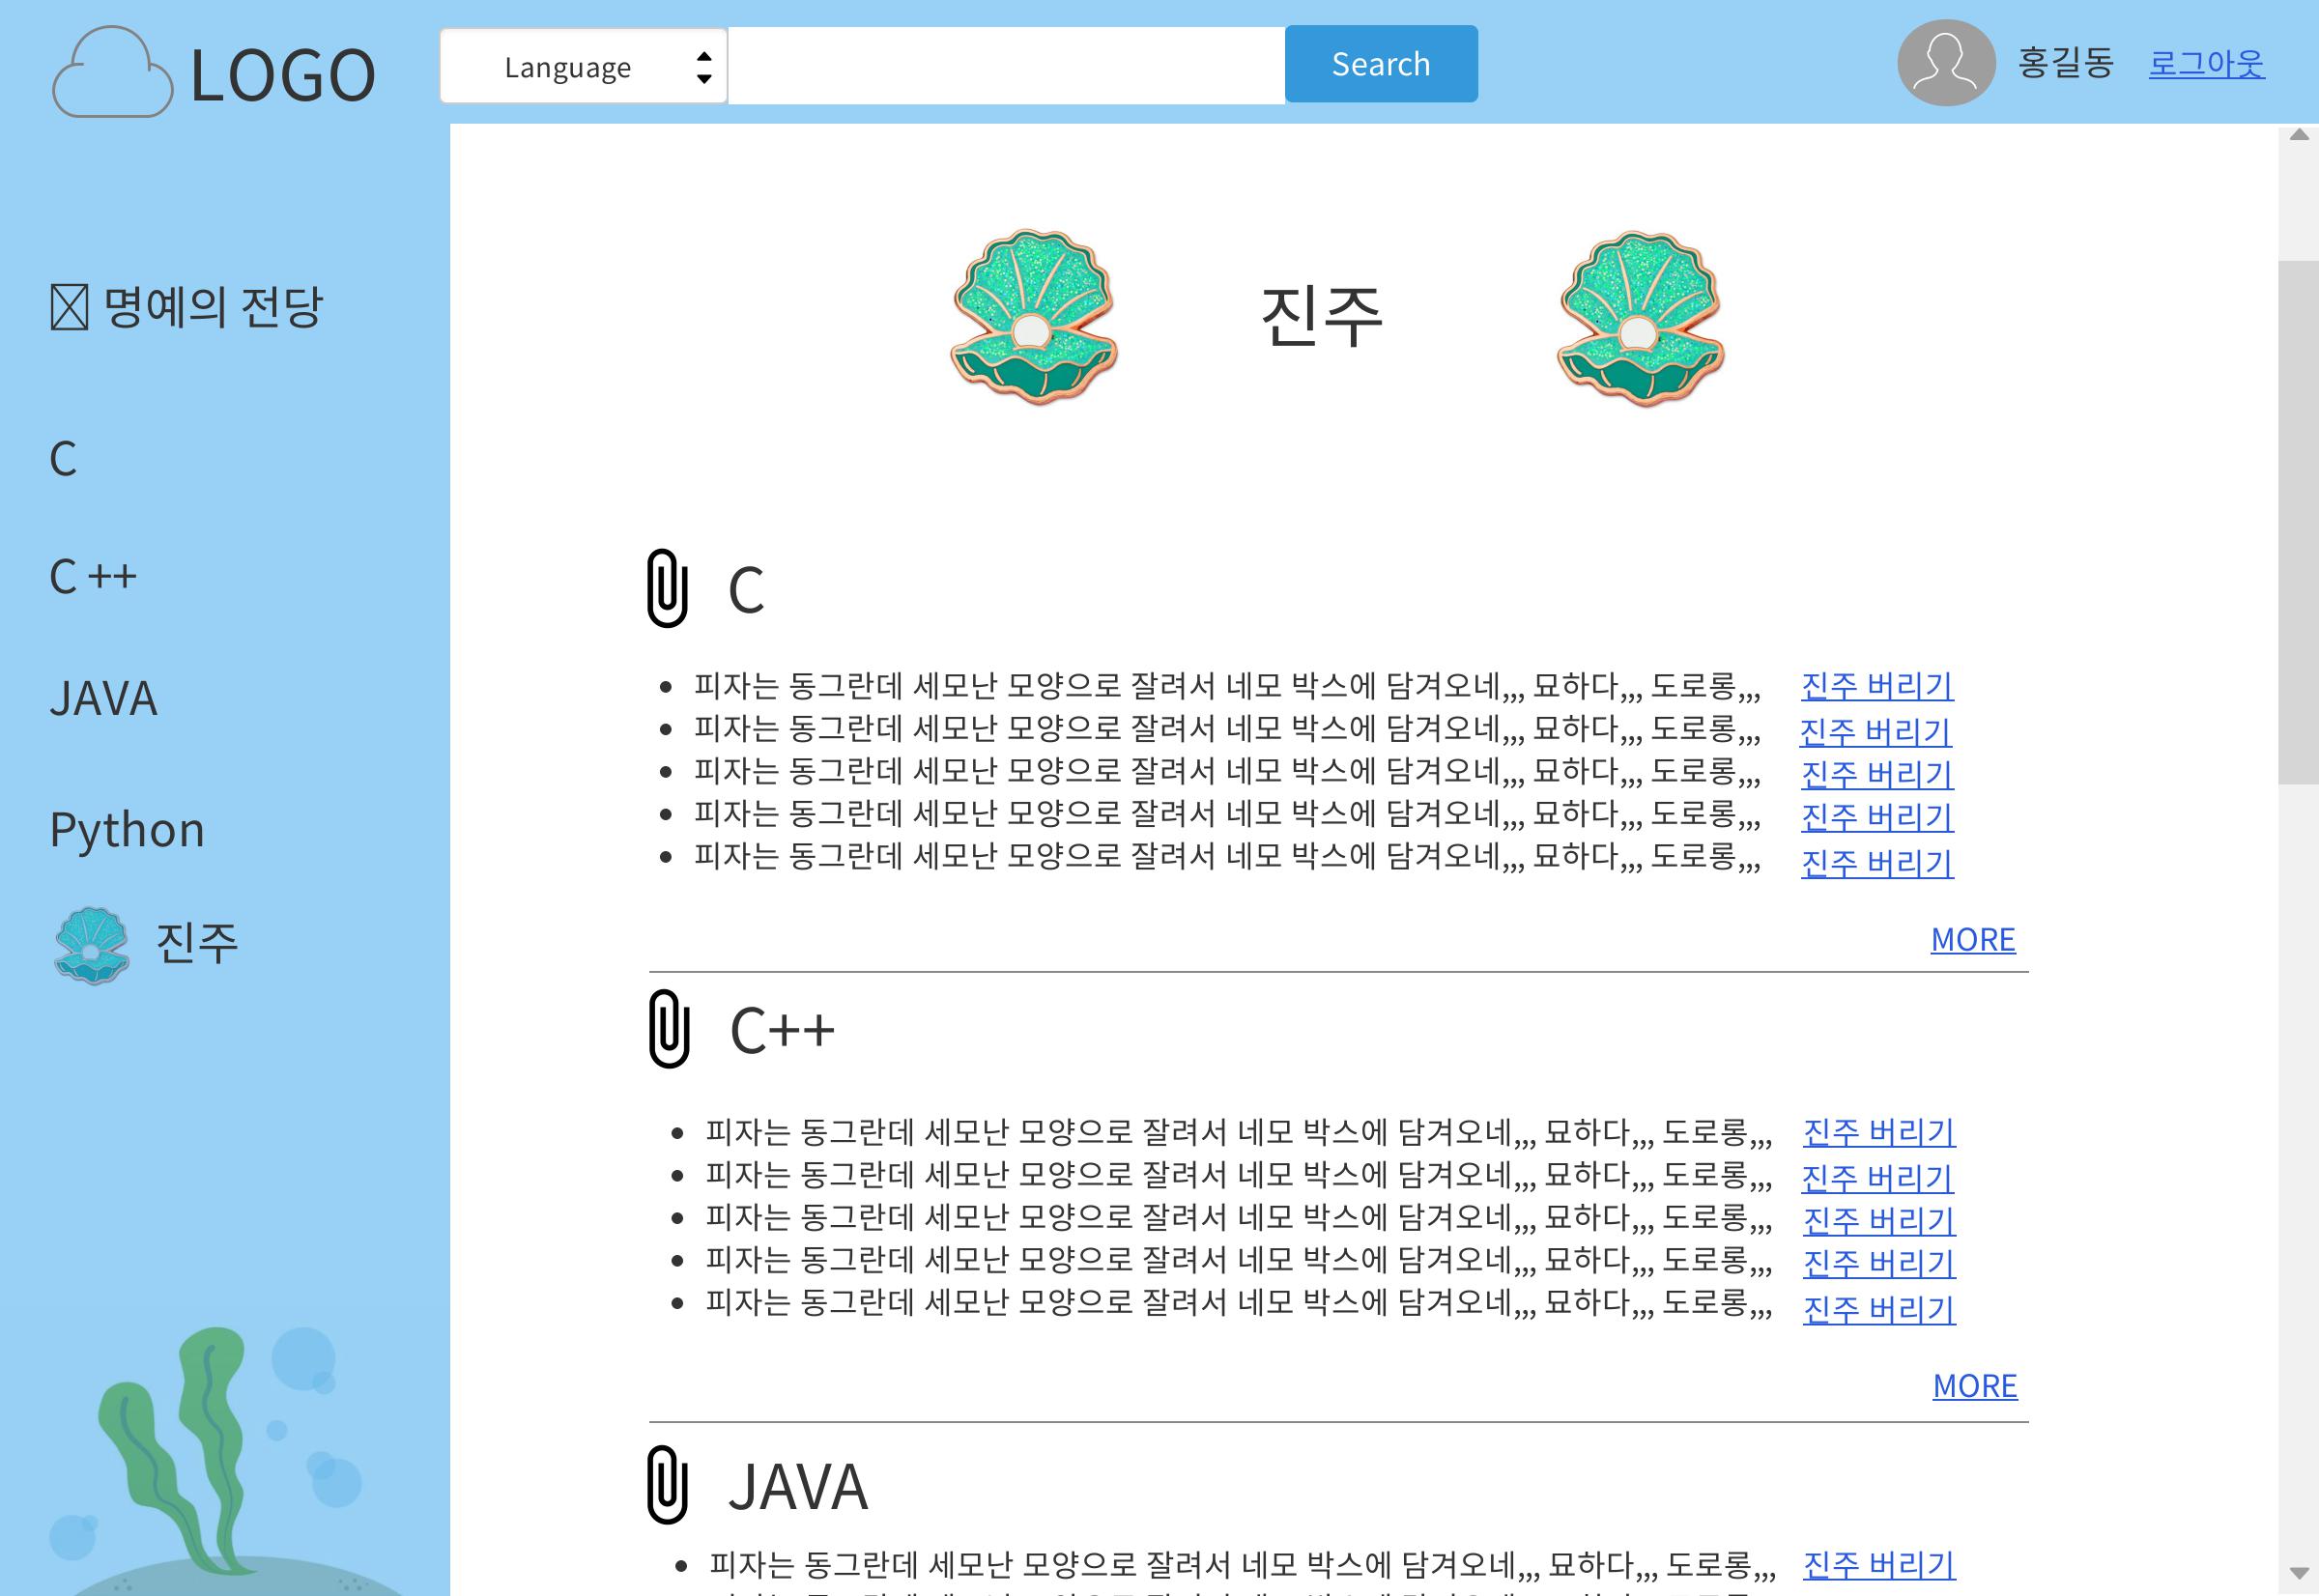 LOGO
Language
Search
홍길동
로그아웃
명예의 전당
C
C ++
JAVA
Python
진주
진주
C
피자는 동그란데 세모난 모양으로 잘려서 네모 박스에 담겨오네,,, 묘하다,,, 도로롱,,, 진주 버리기
피자는 동그란데 세모난 모양으로 잘려서 네모 박스에 담겨오네,,, 묘하다,,, 도로롱,,, 진주 버리기
피자는 동그란데 세모난 모양으로 잘려서 네모 박스에 담겨오네,,, 묘하다,,, 도로롱,,, 진주 버리기
피자는 동그란데 세모난 모양으로 잘려서 네모 박스에 담겨오네,,, 묘하다,,, 도로롱,,, 진주 버리기
피자는 동그란데 세모난 모양으로 잘려서 네모 박스에 담겨오네,,, 묘하다,,, 도로롱,,, 진주 버리기
MORE
C++
피자는 동그란데 세모난 모양으로 잘려서 네모 박스에 담겨오네,,, 묘하다,,, 도로롱,,, 진주 버리기
피자는 동그란데 세모난 모양으로 잘려서 네모 박스에 담겨오네,,, 묘하다,,, 도로롱,,, 진주 버리기
피자는 동그란데 세모난 모양으로 잘려서 네모 박스에 담겨오네,,, 묘하다,,, 도로롱,,, 진주 버리기
피자는 동그란데 세모난 모양으로 잘려서 네모 박스에 담겨오네,,, 묘하다,,, 도로롱,,, 진주 버리기
피자는 동그란데 세모난 모양으로 잘려서 네모 박스에 담겨오네,,, 묘하다,,, 도로롱,,, 진주 버리기
MORE
JAVA
피자는 동그란데 세모난 모양으로 잘려서 네모 박스에 담겨오네,,, 묘하다,,, 도로롱,,, 진주 버리기